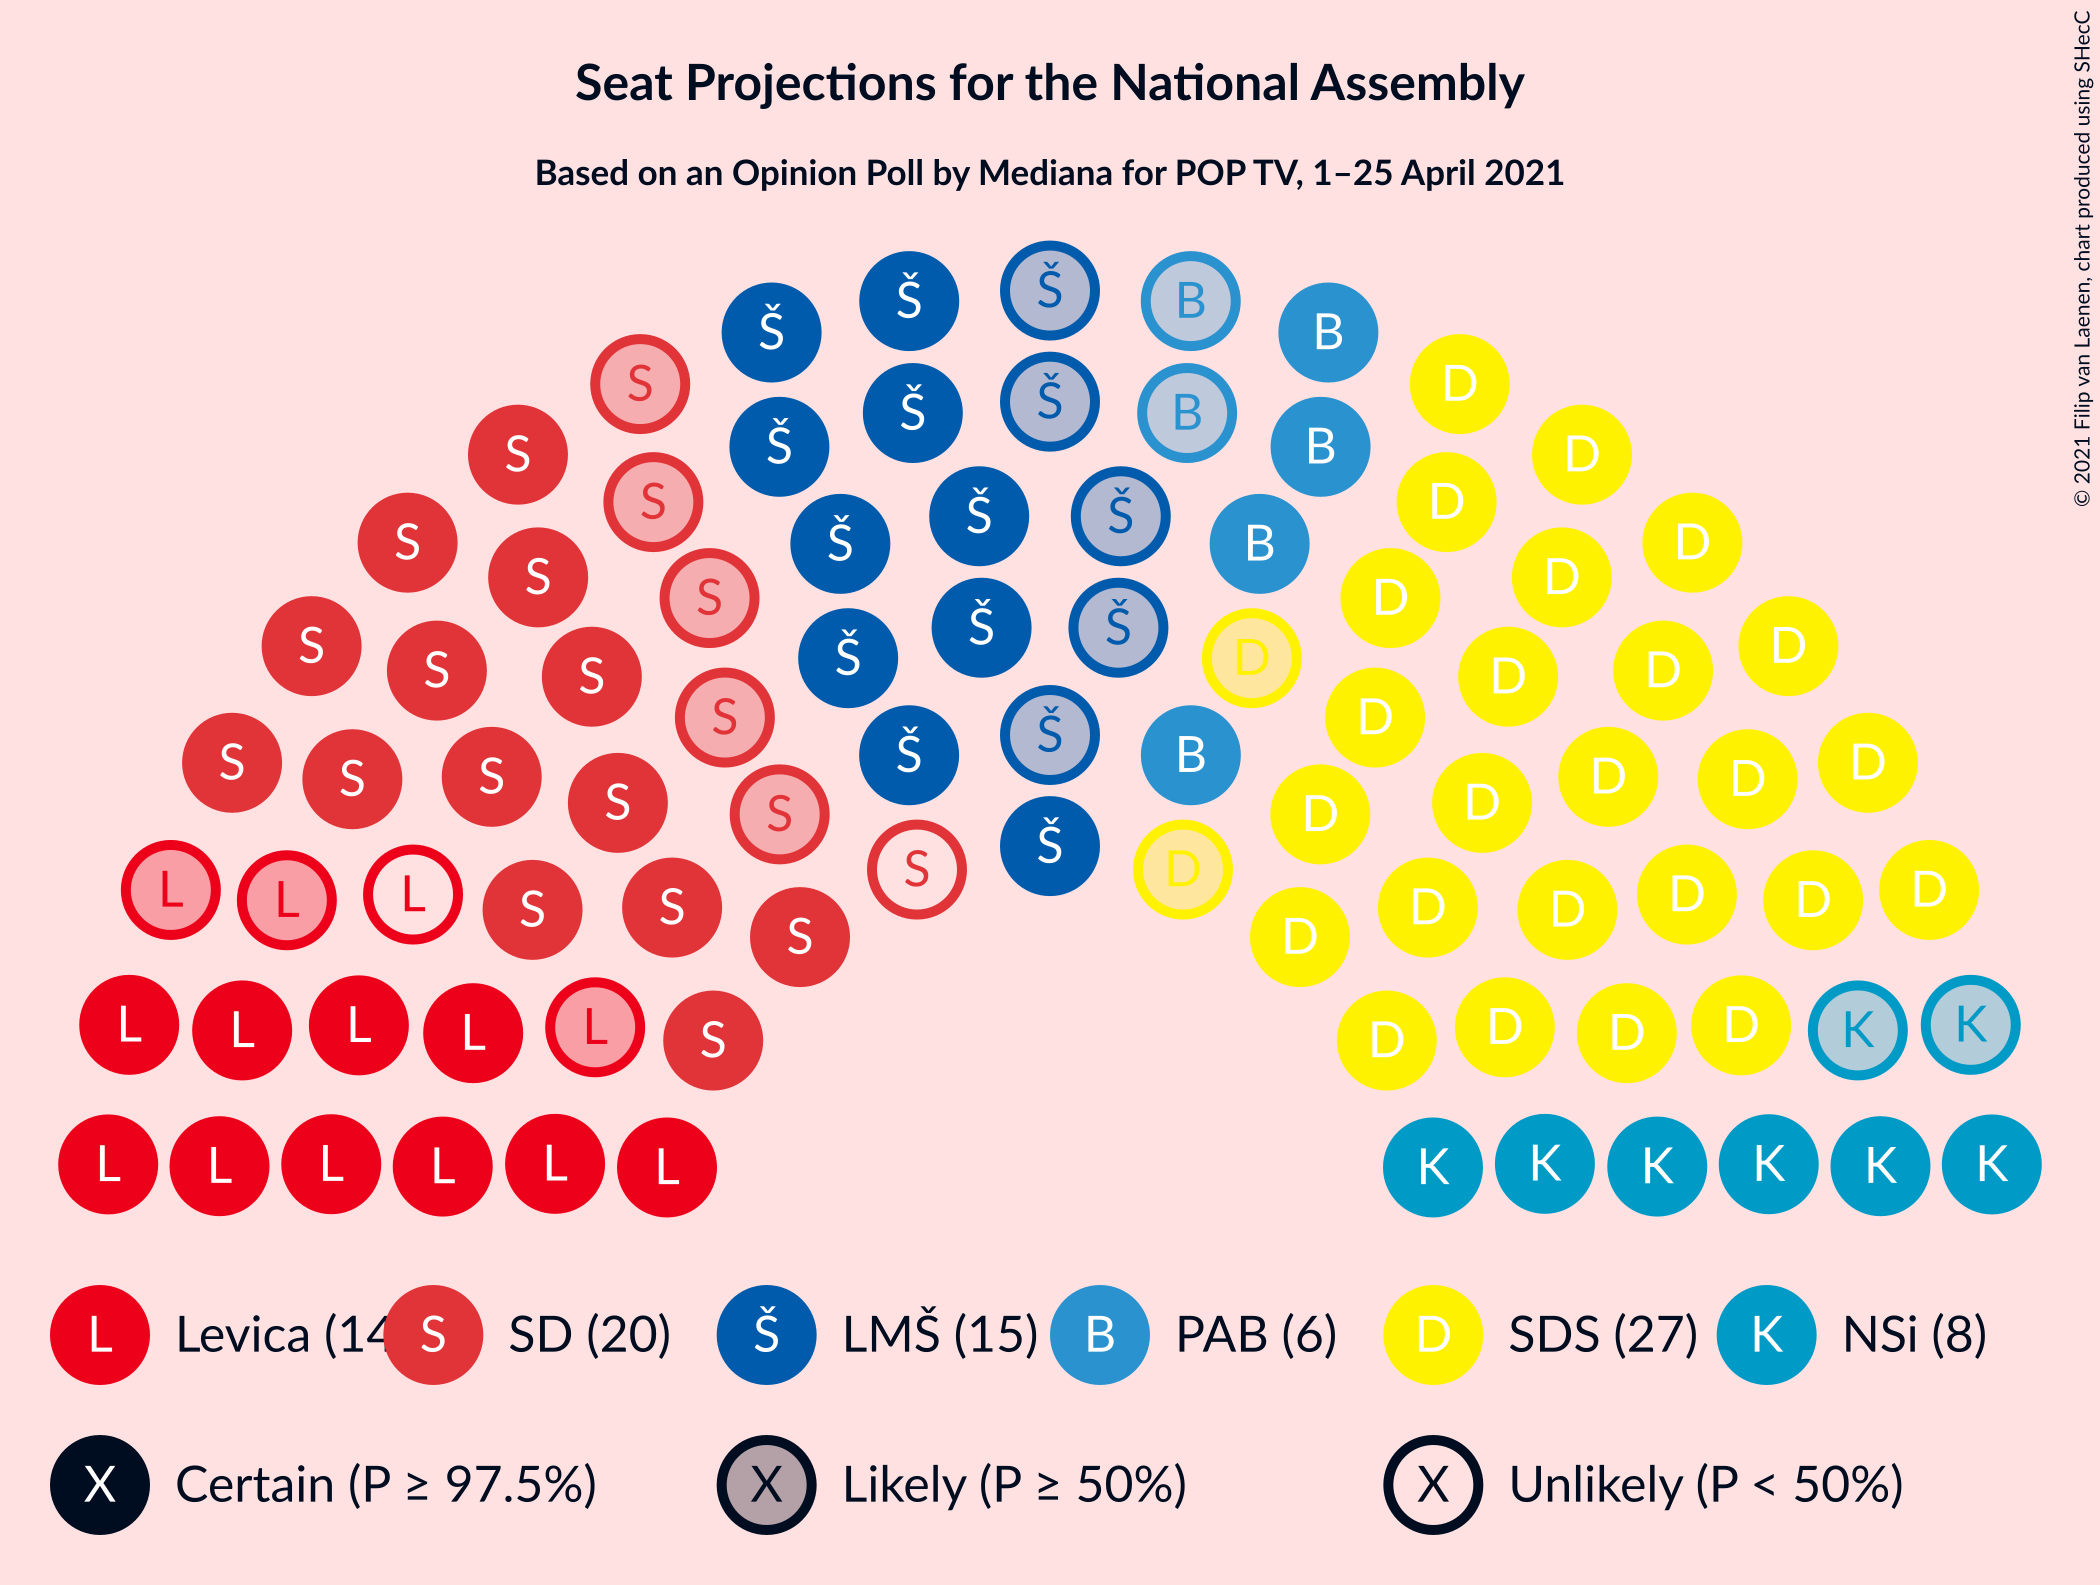 Seat Projections for the National Assembly
Based on an Opinion Poll by Mediana for POP TV, 1–25 April 2021
© 2021 Filip van Laenen, chart produced using SHecC
Š Š Š B B
S Š Š Š B B D
S S Š Š Š B D D
S S S Š Š Š D D D D
S S S S Š Š B D D D D D
S S S S S S Š D D D D D D
L L L S S S D D D D D D
L L L L L S D D D D K K
L L L L L L K K K K K K
L Levica (14 S SD (20) Š LMŠ (15) B PAB (6) D SDS (27) K NSi (8)
X Certain (P ≥ 97.5%) X Likely (P ≥ 50%) X Unlikely (P < 50%)